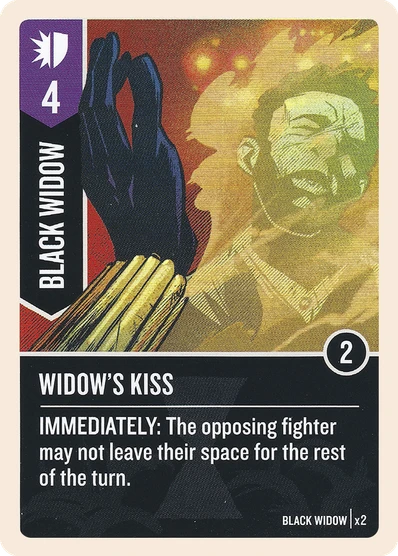 4
BLACK WIDOW
2
WIDOW'S KISS
IMMEDIATELY: The opposing fighter
may not leave their space for the rest
of the turn.
BLACK WIDOW | x2